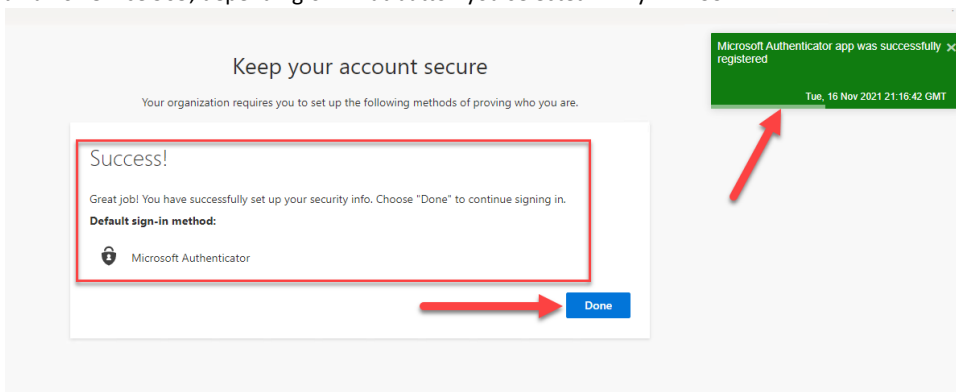 Keep your account secure
Your organization requires you to set up the following methods of proving who you are.
Microsoft Authenticator app was successfully
registered
Tue, 16 Nov 2021 21:16:42 GMT
Success!
Great job! You have successfully set up your security info. Choose "Done" to continue signing in.
Default sign-in method:
Microsoft Authenticator
Done